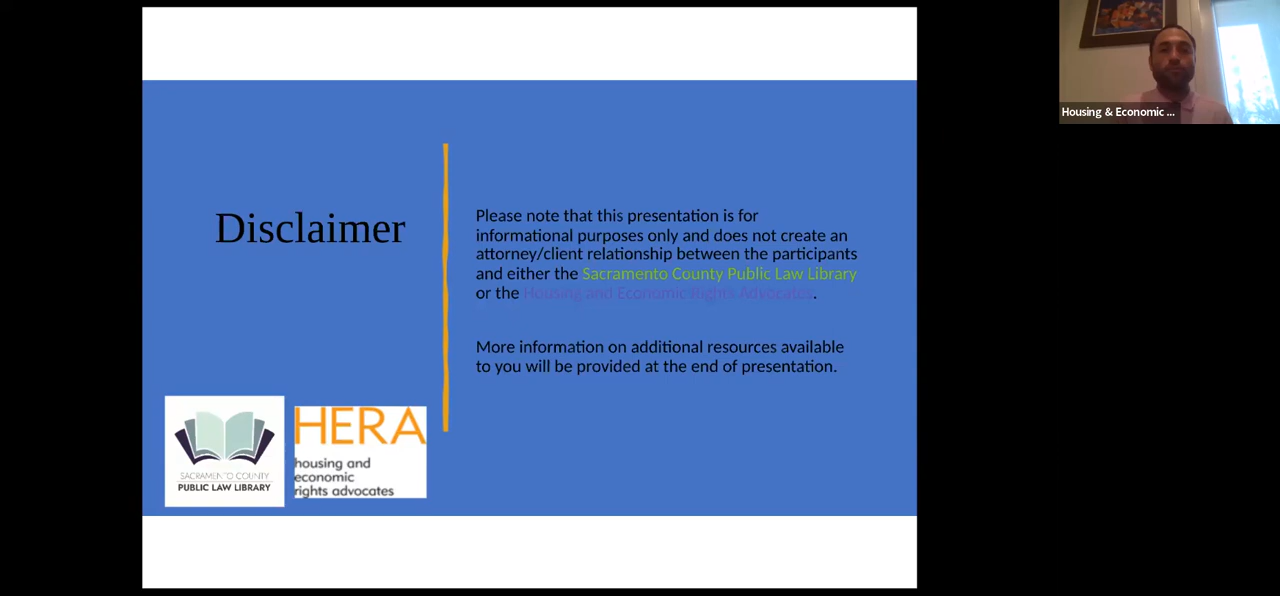 Disclaimer
Please note that this presentation is for
informational purposes only and does not create an
attorney/client relationship between the participants
and either the Sacramento County Public Law Library
or the Housing and Economic Rights Advocates.
More information on additional resources available
to you will be provided at the end of presentation.
SACRAMENTO COUNTY
PUBLIC LAW LIBRARY
HERA
housing and
economic
rights advocates
Housing & Economic ...